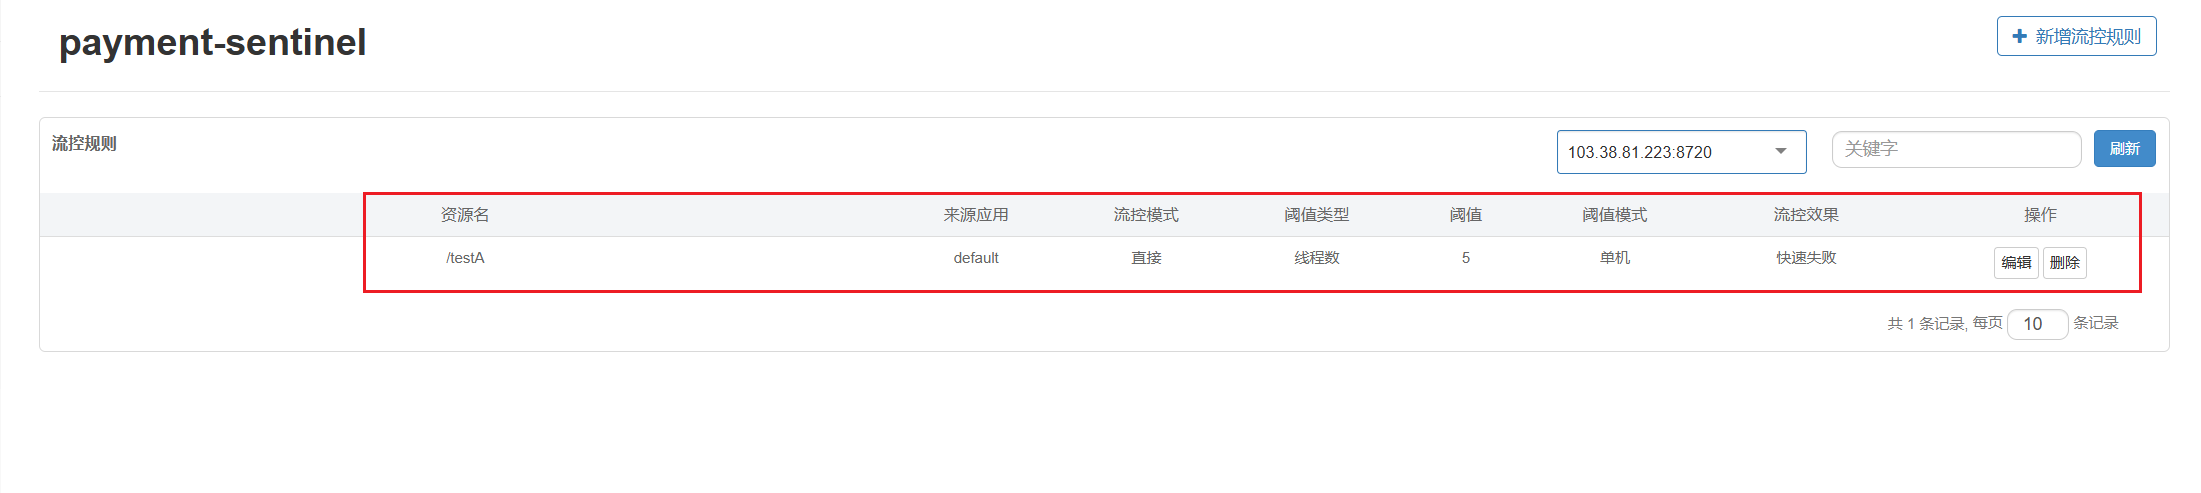 payment-sentinel
新增流控规则
流控规则
103.38.81.223:8720
关键字
刷新
资源名 来源应用 流控模式 阈值类型 阈值 阈值模式 流控效果 操作
/testA default 直接 线程数 5 单机 快速失败 编辑 删除
共 1 条记录, 每页 10 条记录